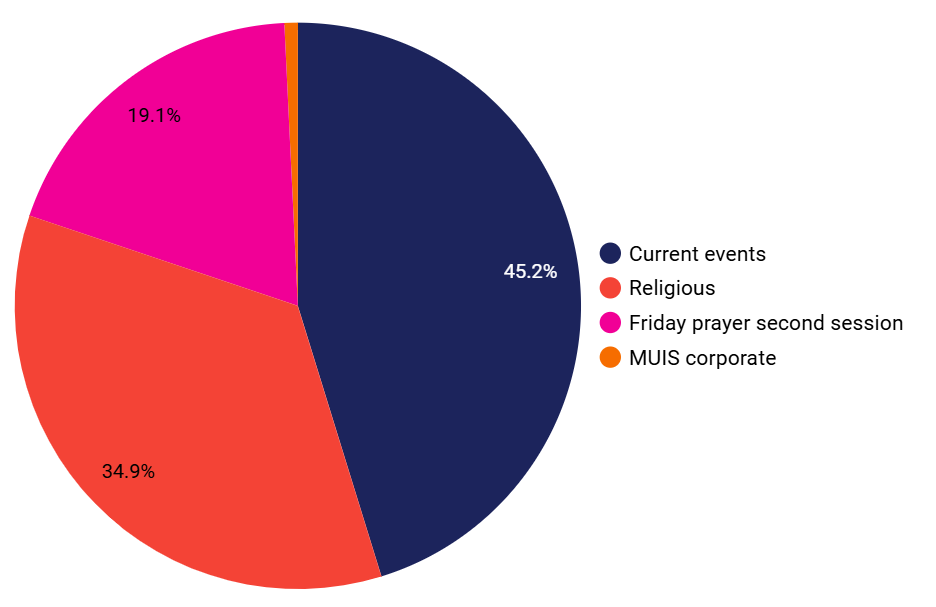 19.1%
45.2%
34.9%
Current events
Religious
Friday prayer second session
MUIS corporate